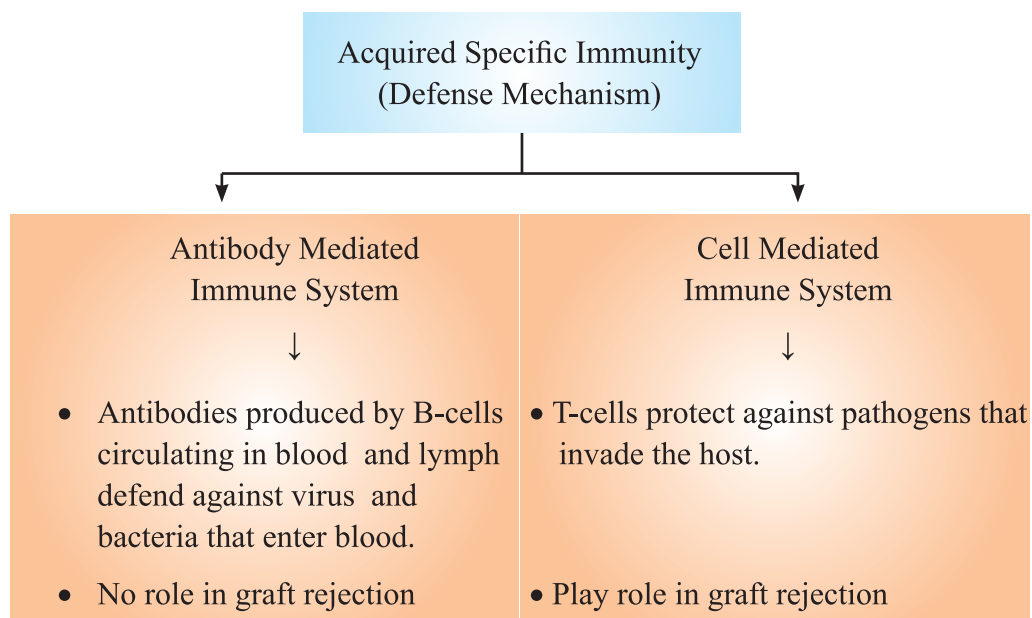 Acquired Specific Immunity
(Defense Mechanism)
Antibody Mediated
Immune System
↓
• Antibodies produced by B-cells
circulating in blood and lymph
defend against virus and
bacteria that enter blood.
• No role in graft rejection
Cell Mediated
Immune System
↓
• T-cells protect against pathogens that
invade the host.
• Play role in graft rejection